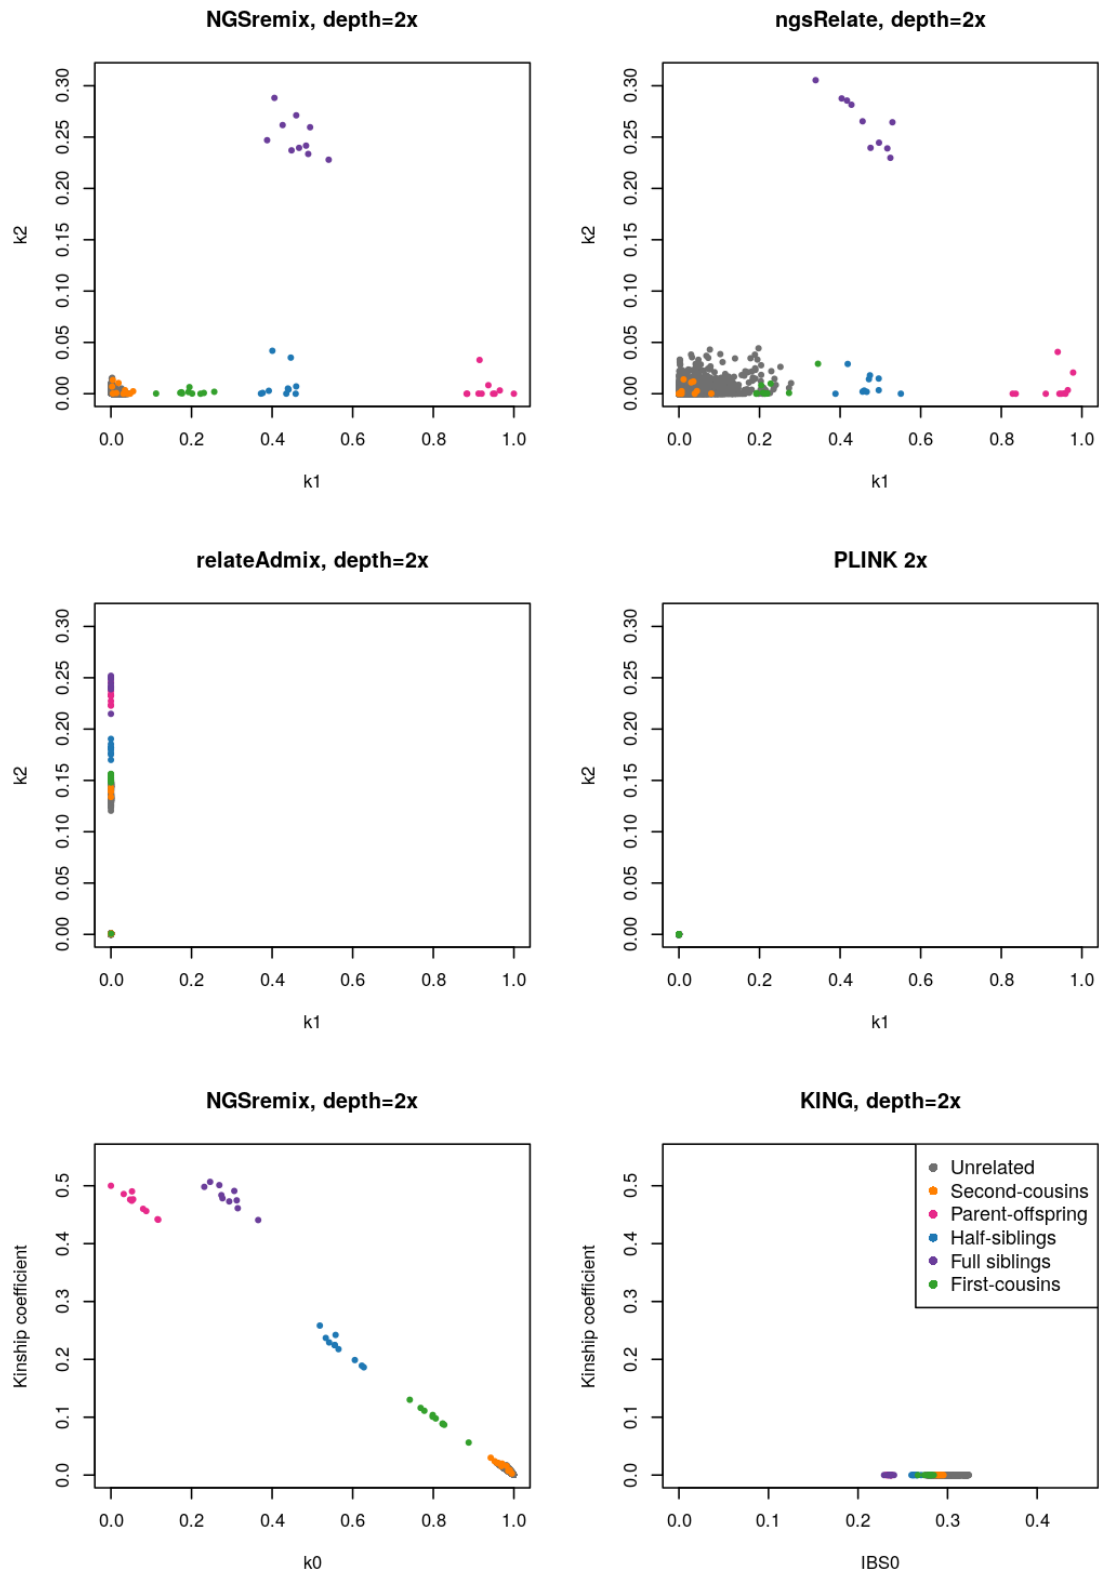 NGSremix, depth=2x
ngsRelate, depth=2x
k2
0.00 0.05 0.10 0.15 0.20 0.25 0.30
0.0 0.2 0.4 0.6 0.8 1.0
k1
k2
0.00 0.05 0.10 0.15 0.20 0.25 0.30
0.0 0.2 0.4 0.6 0.8 1.0
k1
relateAdmix, depth=2x
PLINK 2x
k2
0.00 0.05 0.10 0.15 0.20 0.25 0.30
0.0 0.2 0.4 0.6 0.8 1.0
k1
k2
0.00 0.05 0.10 0.15 0.20 0.25 0.30
0.0 0.2 0.4 0.6 0.8 1.0
k1
NGSremix, depth=2x
KING, depth=2x
Kinship coefficient
0.0 0.1 0.2 0.3 0.4 0.5
0.0 0.2 0.4 0.6 0.8 1.0
k0
Kinship coefficient
0.0 0.1 0.2 0.3 0.4 0.5
Unrelated
Second-cousins
Parent-offspring
Half-siblings
Full siblings
First-cousins
0.0 0.1 0.2 0.3 0.4
IBS0